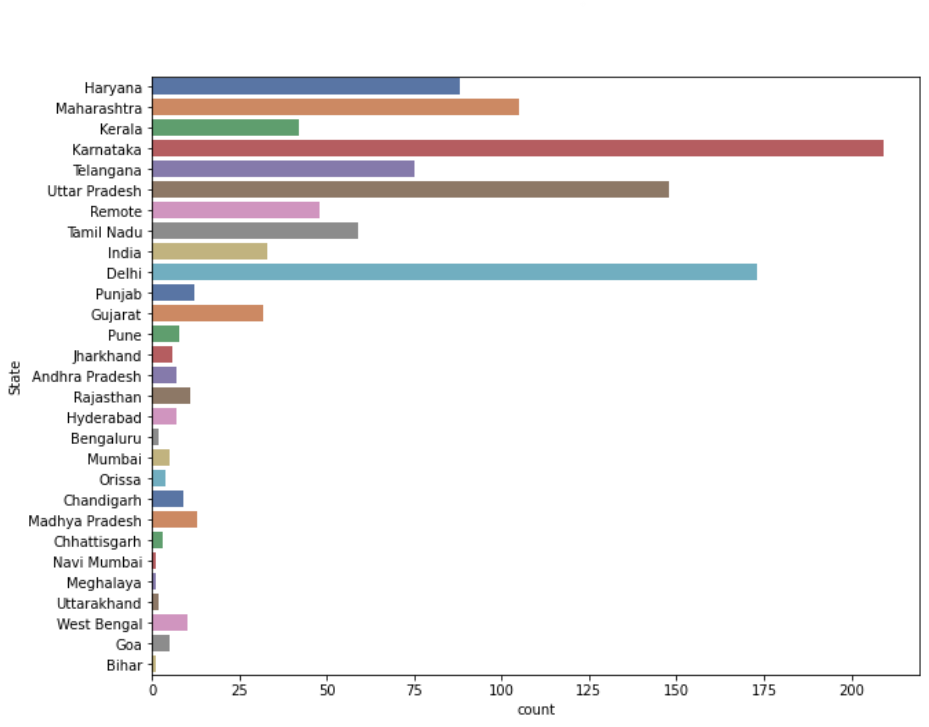 Haryana
Maharashtra
Kerala
Karnataka
Telangana
Uttar Pradesh
Remote
Tamil Nadu
India
Delhi
Punjab
Gujarat
Pune
Jharkhand
Andhra Pradesh
Rajasthan
Hyderabad
Bengaluru
Mumbai
Orissa
Chandigarh
Madhya Pradesh
Chhattisgarh
Navi Mumbai
Meghalaya
Uttarakhand
West Bengal
Goa
Bihar
State
0 25 50 75 100 125 150 175 200
count